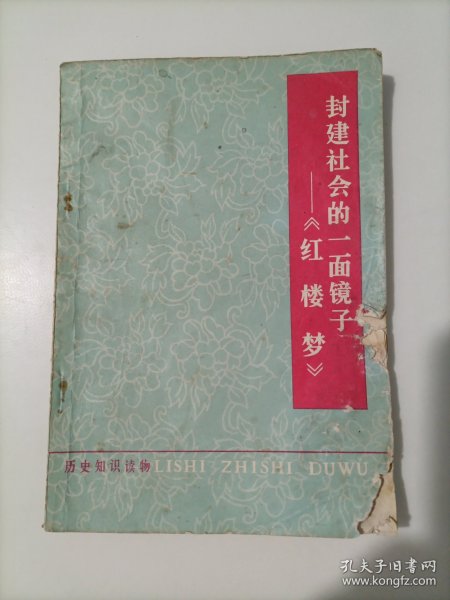 封建社会的一面镜子
——《红楼梦》
历史知识读物 LISHI ZHISHI DUWU
孔夫子旧书网
www.kongfz.com